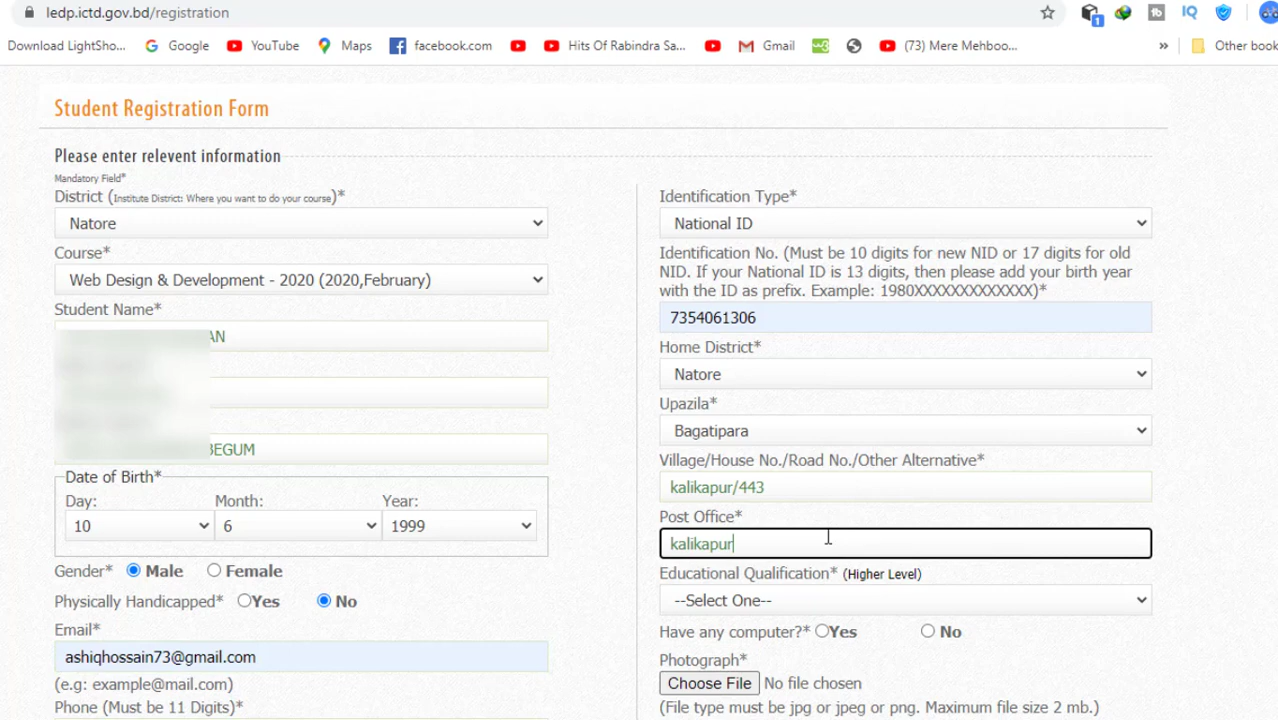 ledp.ictd.gov.bd/registration
Download LightSho...
Google
YouTube
Maps
facebook.com
Hits Of Rabindra Sa...
Gmail
(73) Mere Mehboo...
»
Other book
Student Registration Form
Please enter relevent information
Mandatory Field*
District (Institute District: Where you want to do your course)*
Natore
Course*
Web Design & Development - 2020 (2020,February)
Student Name*
AN
BEGUM
Date of Birth*
Day: Month: Year:
10 6 1999
Gender* Male Female
Physically Handicapped* Yes No
Email*
ashiqhossain73@gmail.com
(e.g: example@mail.com)
Phone (Must be 11 Digits)*
Identification Type*
National ID
Identification No. (Must be 10 digits for new NID or 17 digits for old
NID. If your National ID is 13 digits, then please add your birth year
with the ID as prefix. Example: 1980XXXXXXXXXXXXX)*
7354061306
Home District*
Natore
Upazila*
Bagatipara
Village/House No./Road No./Other Alternative*
kalikapur/443
Post Office*
kalikapur
Educational Qualification* (Higher Level)
--Select One--
Have any computer?* Yes No
Photograph*
Choose File No file chosen
(File type must be jpg or jpeg or png. Maximum file size 2 mb.)